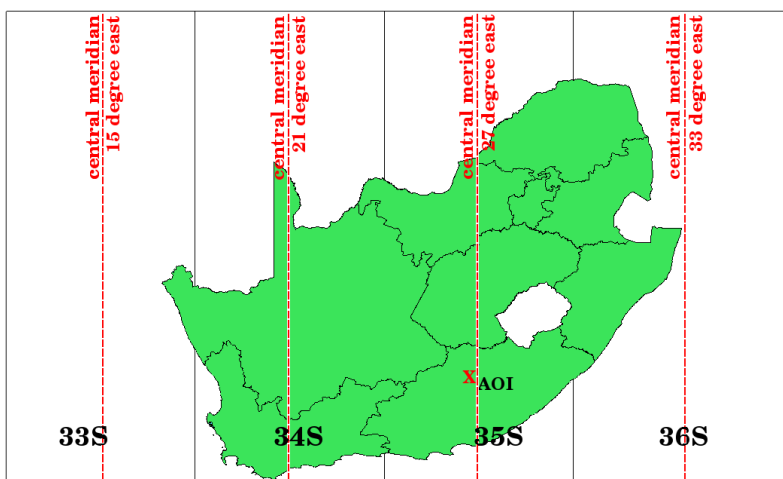 central meridian
15 degree east
central meridian
21 degree east
central meridian
27 degree east
central meridian
33 degree east
X
AOI
33S
34S
35S
36S